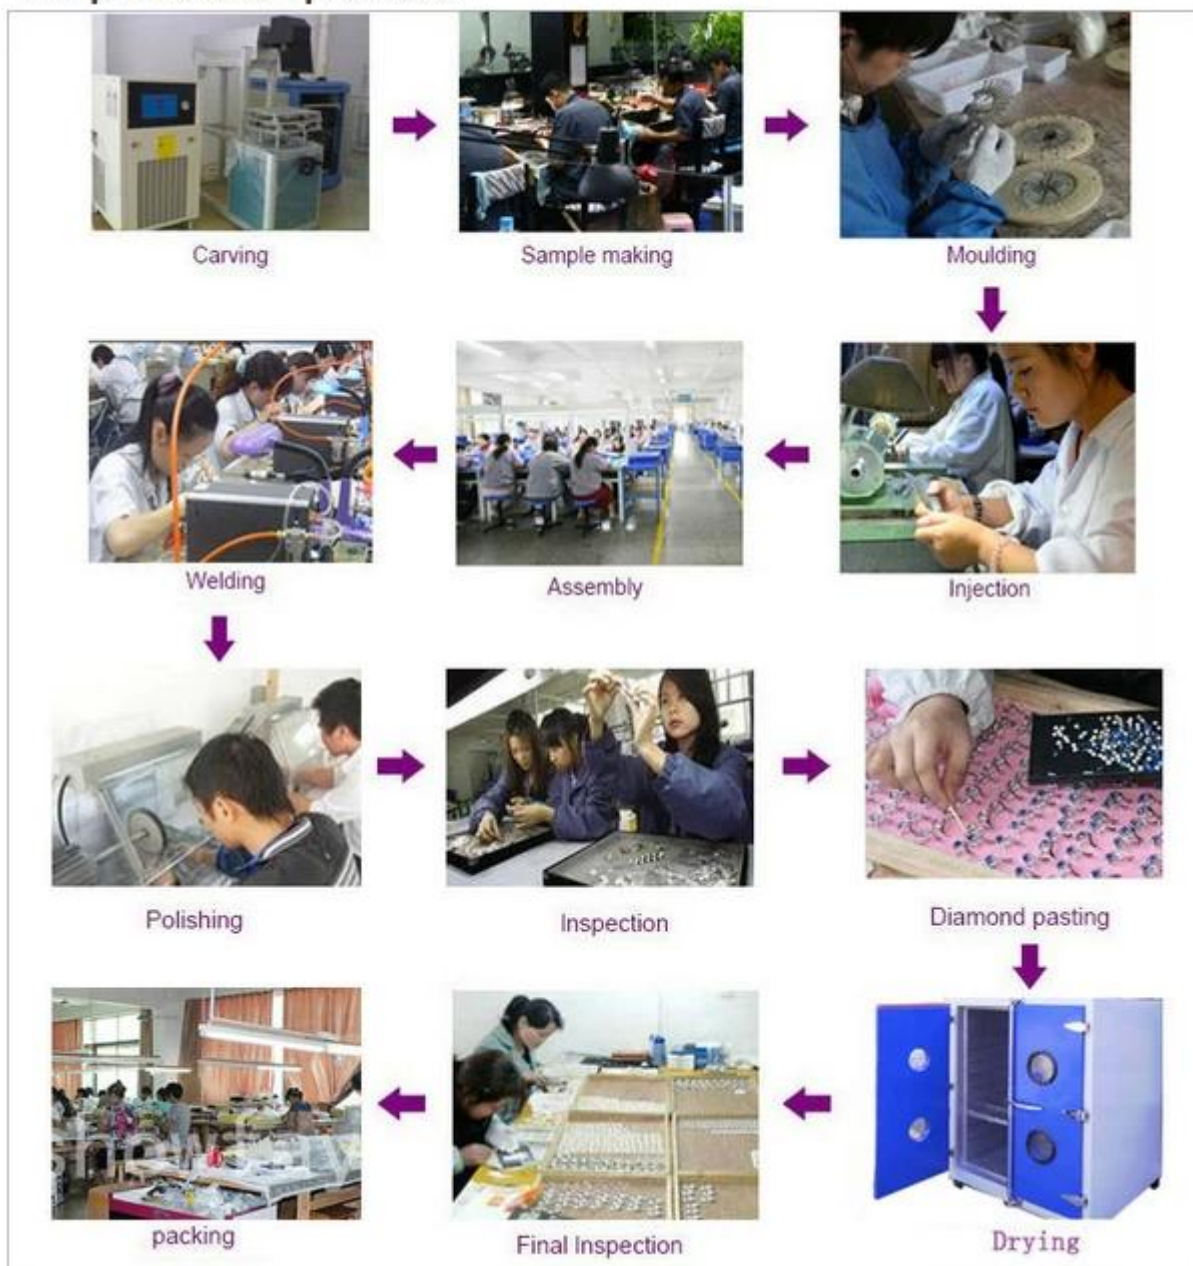 Carving
Sample making
Moulding
Welding
Assembly
Injection
Polishing
Inspection
Diamond pasting
packing
Final Inspection
Drying